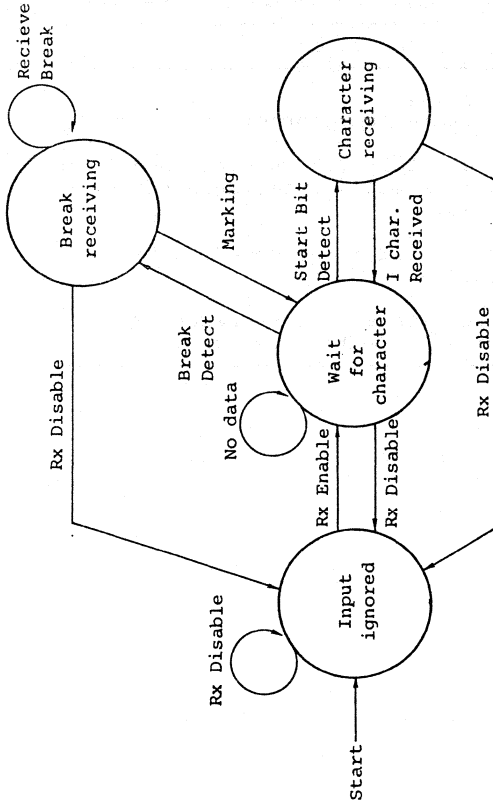 Recieve
Break
Break
receiving
Rx Disable
Break
Detect
Marking
No data
Rx Disable
Start
Input
ignored
Rx Enable
Rx Disable
Wait
for
character
Start Bit
Detect
I char.
Received
Character
receiving
Rx Disable